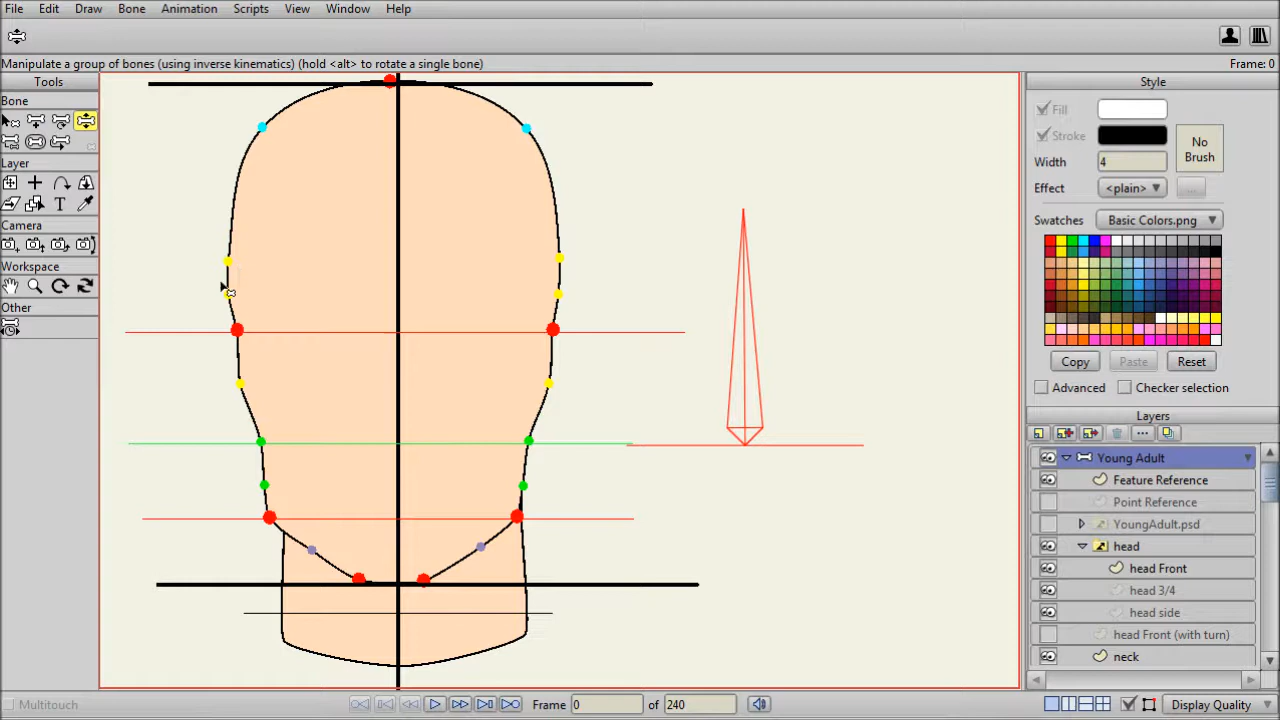 File Edit Draw Bone Animation Scripts View Window Help
Manipulate a group of bones (using inverse kinematics) (hold <alt> to rotate a single bone) Frame: 0
Tools
Bone
Layer
Camera
Workspace
Other
Style
Fill
Stroke
No
Brush
Width 4
Effect <plain> ...
Swatches Basic Colors.png
Copy Paste Reset
Advanced Checker selection
Layers
Young Adult
Feature Reference
Point Reference
YoungAdult.psd
head
head Front
head 3/4
head side
head Front (with turn)
neck
Multitouch Frame 0 of 240 Display Quality